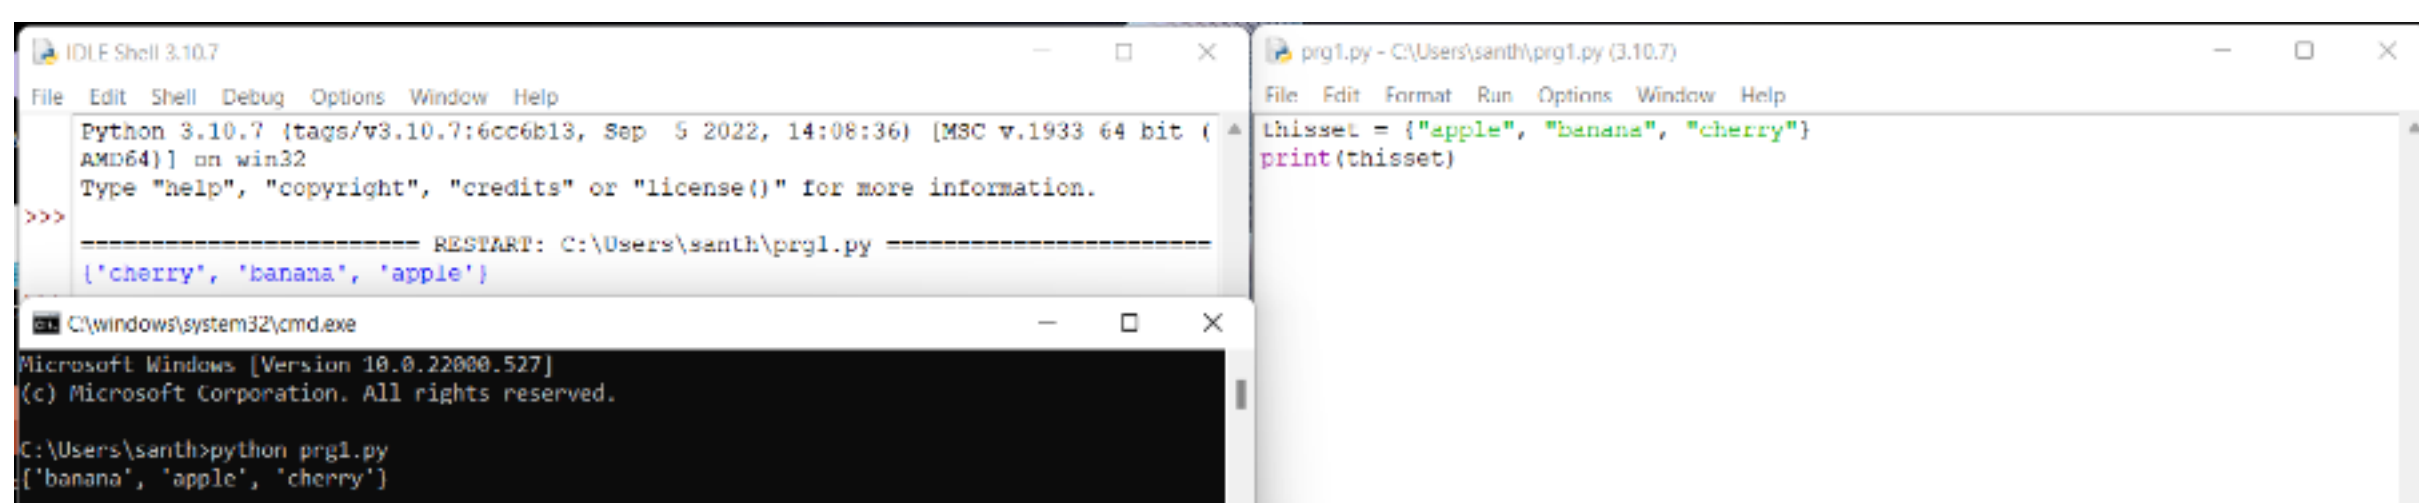 IDLE Shell 3.10.7
File Edit Shell Debug Options Window Help
Python 3.10.7 (tags/v3.10.7:6cc6b13, Sep  5 2022, 14:08:36) [MSC v.1933 64 bit (
AMD64)] on win32
Type "help", "copyright", "credits" or "license()" for more information.
>>>
======================== RESTART: C:\Users\santh\prg1.py =======================
{'cherry', 'banana', 'apple'}
C:\windows\system32\cmd.exe
Microsoft Windows [Version 10.0.22000.527]
(c) Microsoft Corporation. All rights reserved.
C:\Users\santh>python prg1.py
{'banana', 'apple', 'cherry'}
prg1.py - C:\Users\santh\prg1.py (3.10.7)
File Edit Format Run Options Window Help
thisset = {"apple", "banana", "cherry"}
print(thisset)